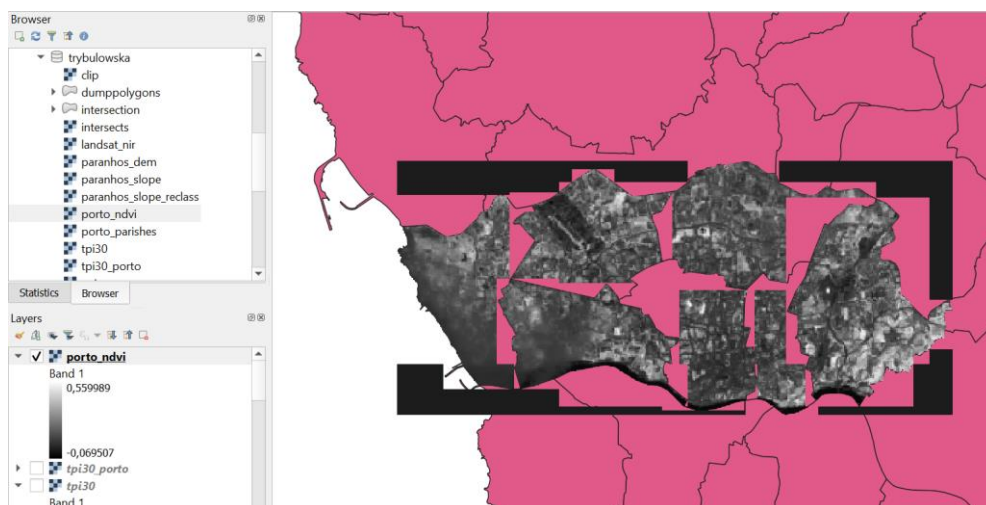 Browser
trybulowska
clip
dumppolygons
intersection
intersects
landsat_nir
paranhos_dem
paranhos_slope
paranhos_slope_reclass
porto_ndvi
porto_parishes
tpi30
tpi30_porto
Statistics
Browser
Layers
porto_ndvi
Band 1
0,559989
-0,069507
tpi30_porto
tpi30
Band 1